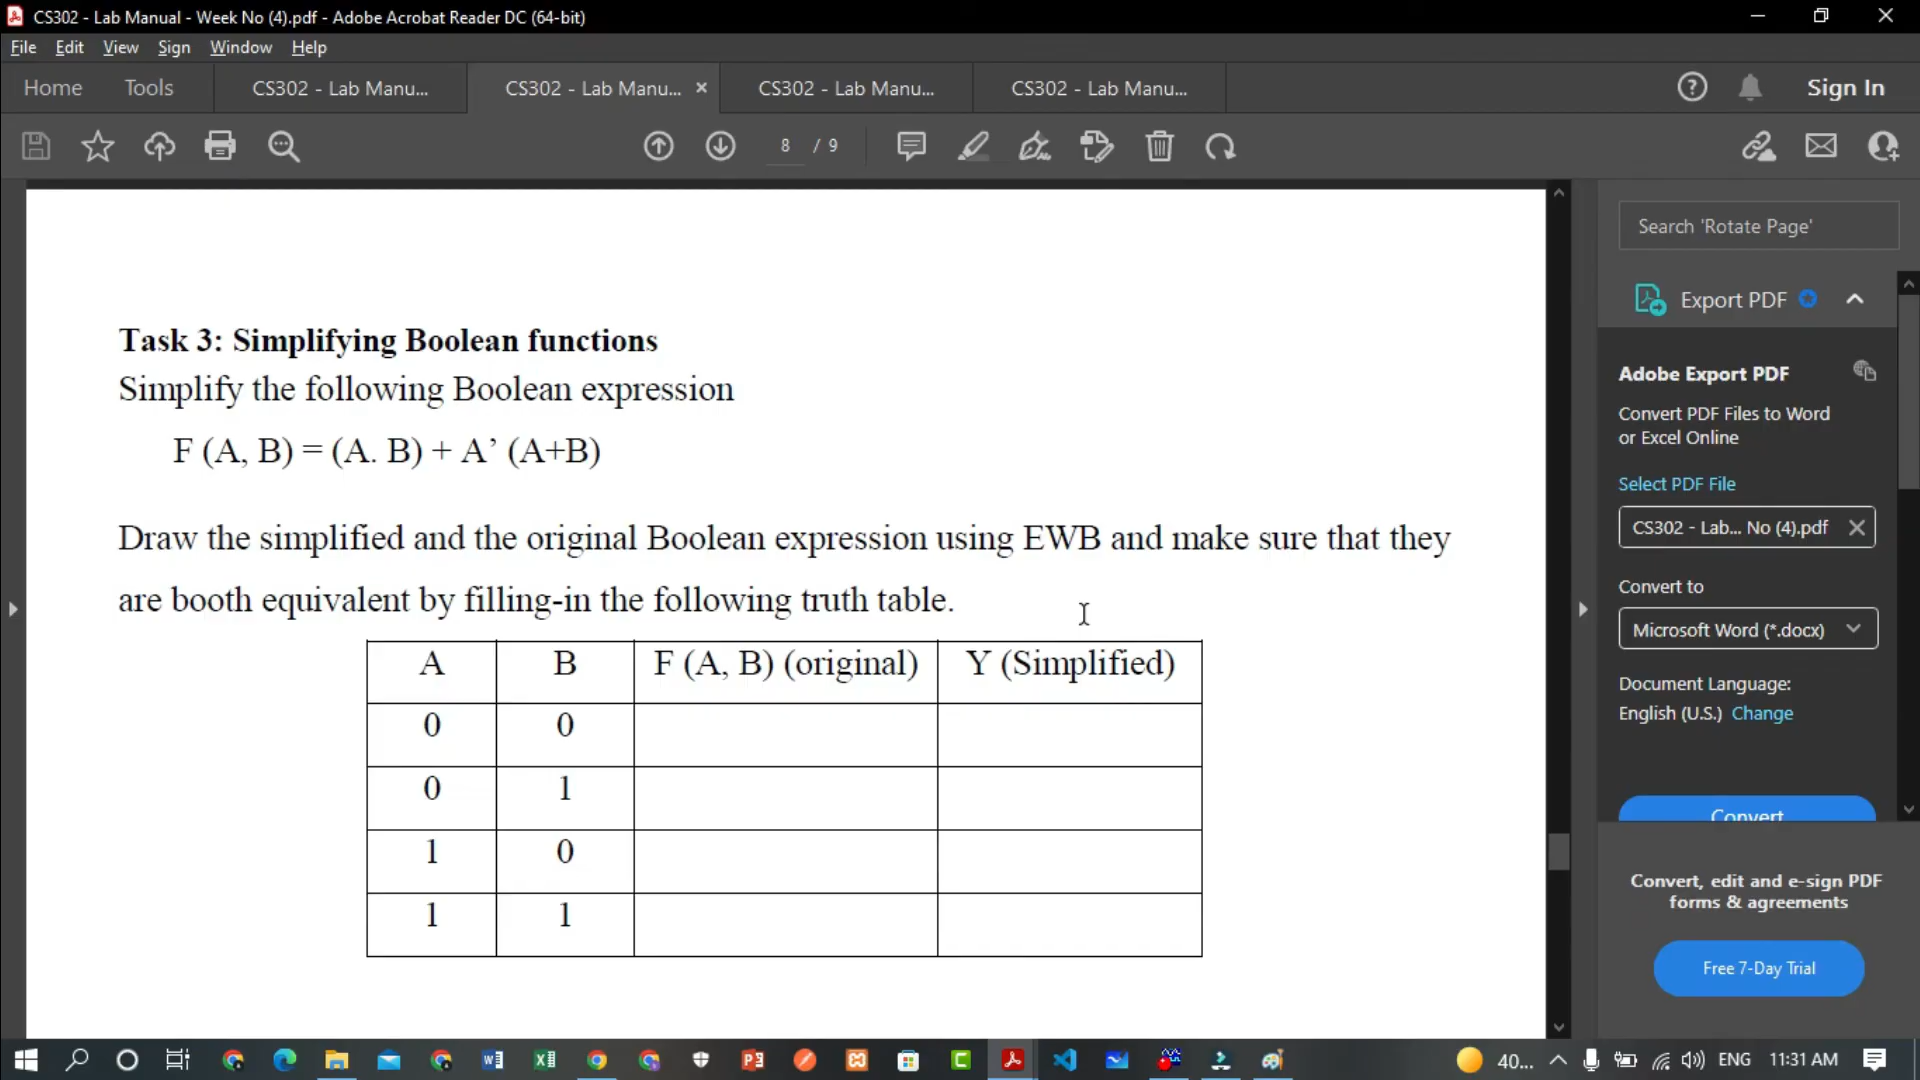 CS302 - Lab Manual - Week No (4).pdf - Adobe Acrobat Reader DC (64-bit)
File Edit View Sign Window Help
Home Tools CS302 - Lab Manu... CS302 - Lab Manu... CS302 - Lab Manu... CS302 - Lab Manu... Sign In
8 / 9
Search 'Rotate Page'
Export PDF
Adobe Export PDF
Convert PDF Files to Word
or Excel Online
Select PDF File
CS302 - Lab... No (4).pdf
Convert to
Microsoft Word (*.docx)
Document Language:
English (U.S.) Change
Convert
Convert, edit and e-sign PDF
forms & agreements
Free 7-Day Trial
Task 3: Simplifying Boolean functions
Simplify the following Boolean expression
F (A, B) = (A. B) + A’ (A+B)
Draw the simplified and the original Boolean expression using EWB and make sure that they
are booth equivalent by filling-in the following truth table.
A B F (A, B) (original) Y (Simplified)
0 0
0 1
1 0
1 1
40... ENG 11:31 AM